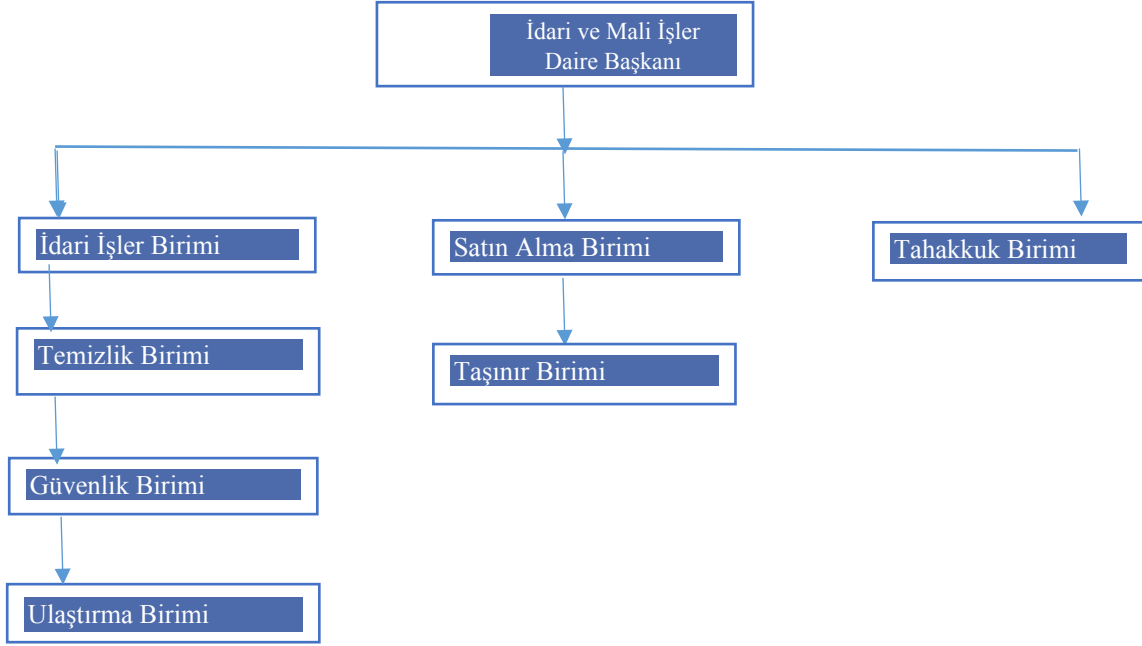 İdari ve Mali İşler
Daire Başkanı
İdari İşler Birimi
Satın Alma Birimi
Tahakkuk Birimi
Temizlik Birimi
Taşınır Birimi
Güvenlik Birimi
Ulaştırma Birimi